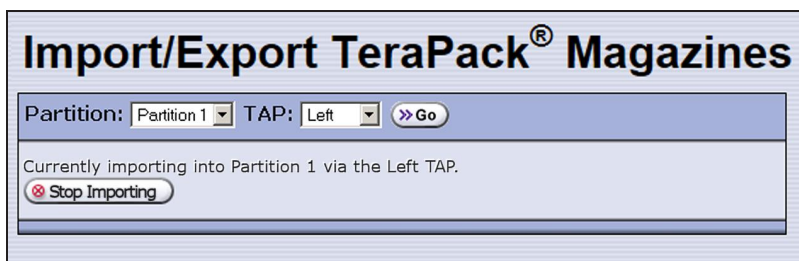 Import/Export TeraPack® Magazines
Partition: Partition 1 TAP: Left Go
Currently importing into Partition 1 via the Left TAP.
Stop Importing